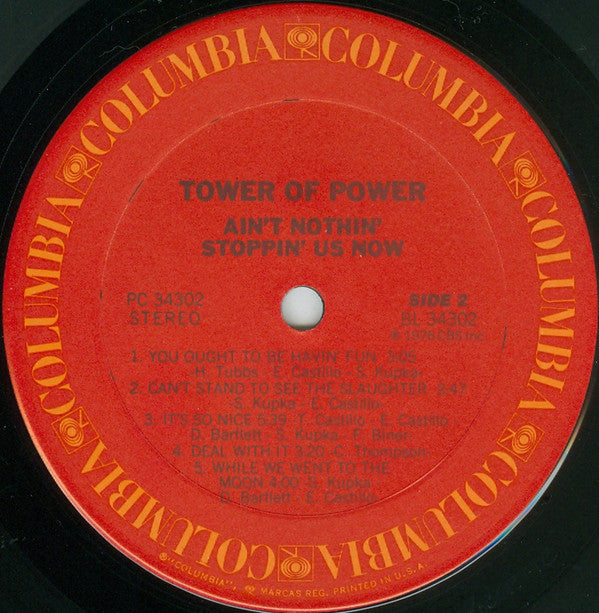 COLUMBIA COLUMBIA COLUMBIA COLUMBIA COLUMBIA COLUMBIA
TOWER OF POWER
AIN'T NOTHIN'
STOPPIN' US NOW
PC 34302
STEREO
SIDE 2
BL 34302
℗ 1976 CBS Inc.
1. YOU OUGHT TO BE HAVIN' FUN 3:05
-H. Tubbs - E. Castillo - S. Kupka-
2. CAN'T STAND TO SEE THE SLAUGHTER 3:47
-S. Kupka - E. Castillo-
3. IT'S SO NICE 5:39 -T. Castillo - E. Castillo-
D. Bartlett - S. Kupka - F. Biner-
4. DEAL WITH IT 3:20 -C. Thompson-
5. WHILE WE WENT TO THE
MOON 4:00 -S. Kupka-
D. Bartlett - E. Castillo-
® "COLUMBIA", MARCAS REG. PRINTED IN U.S.A.